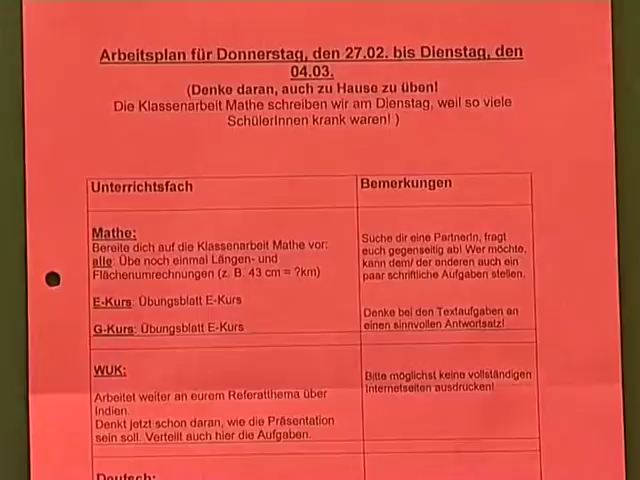 Arbeitsplan für Donnerstag, den 27.02. bis Dienstag, den
04.03.
(Denke daran, auch zu Hause zu üben!
Die Klassenarbeit Mathe schreiben wir am Dienstag, weil so viele
SchülerInnen krank waren! )
Unterrichtsfach
Bemerkungen
Mathe:
Bereite dich auf die Klassenarbeit Mathe vor:
alle: Übe noch einmal Längen- und
Flächenumrechnungen (z. B. 43 cm = ?km)
E-Kurs: Übungsblatt E-Kurs
G-Kurs: Übungsblatt E-Kurs
Suche dir eine PartnerIn, fragt
euch gegenseitig ab! Wer möchte,
kann dem/ der anderen auch ein
paar schriftliche Aufgaben stellen.
Denke bei den Textaufgaben an
einen sinnvollen Antwortsatz!
WUK:
Arbeitet weiter an eurem Referatthema über
Indien.
Denkt jetzt schon daran, wie die Präsentation
sein soll. Verteilt auch hier die Aufgaben.
Bitte möglichst keine vollständigen
Internetseiten ausdrucken!
Deutsch: